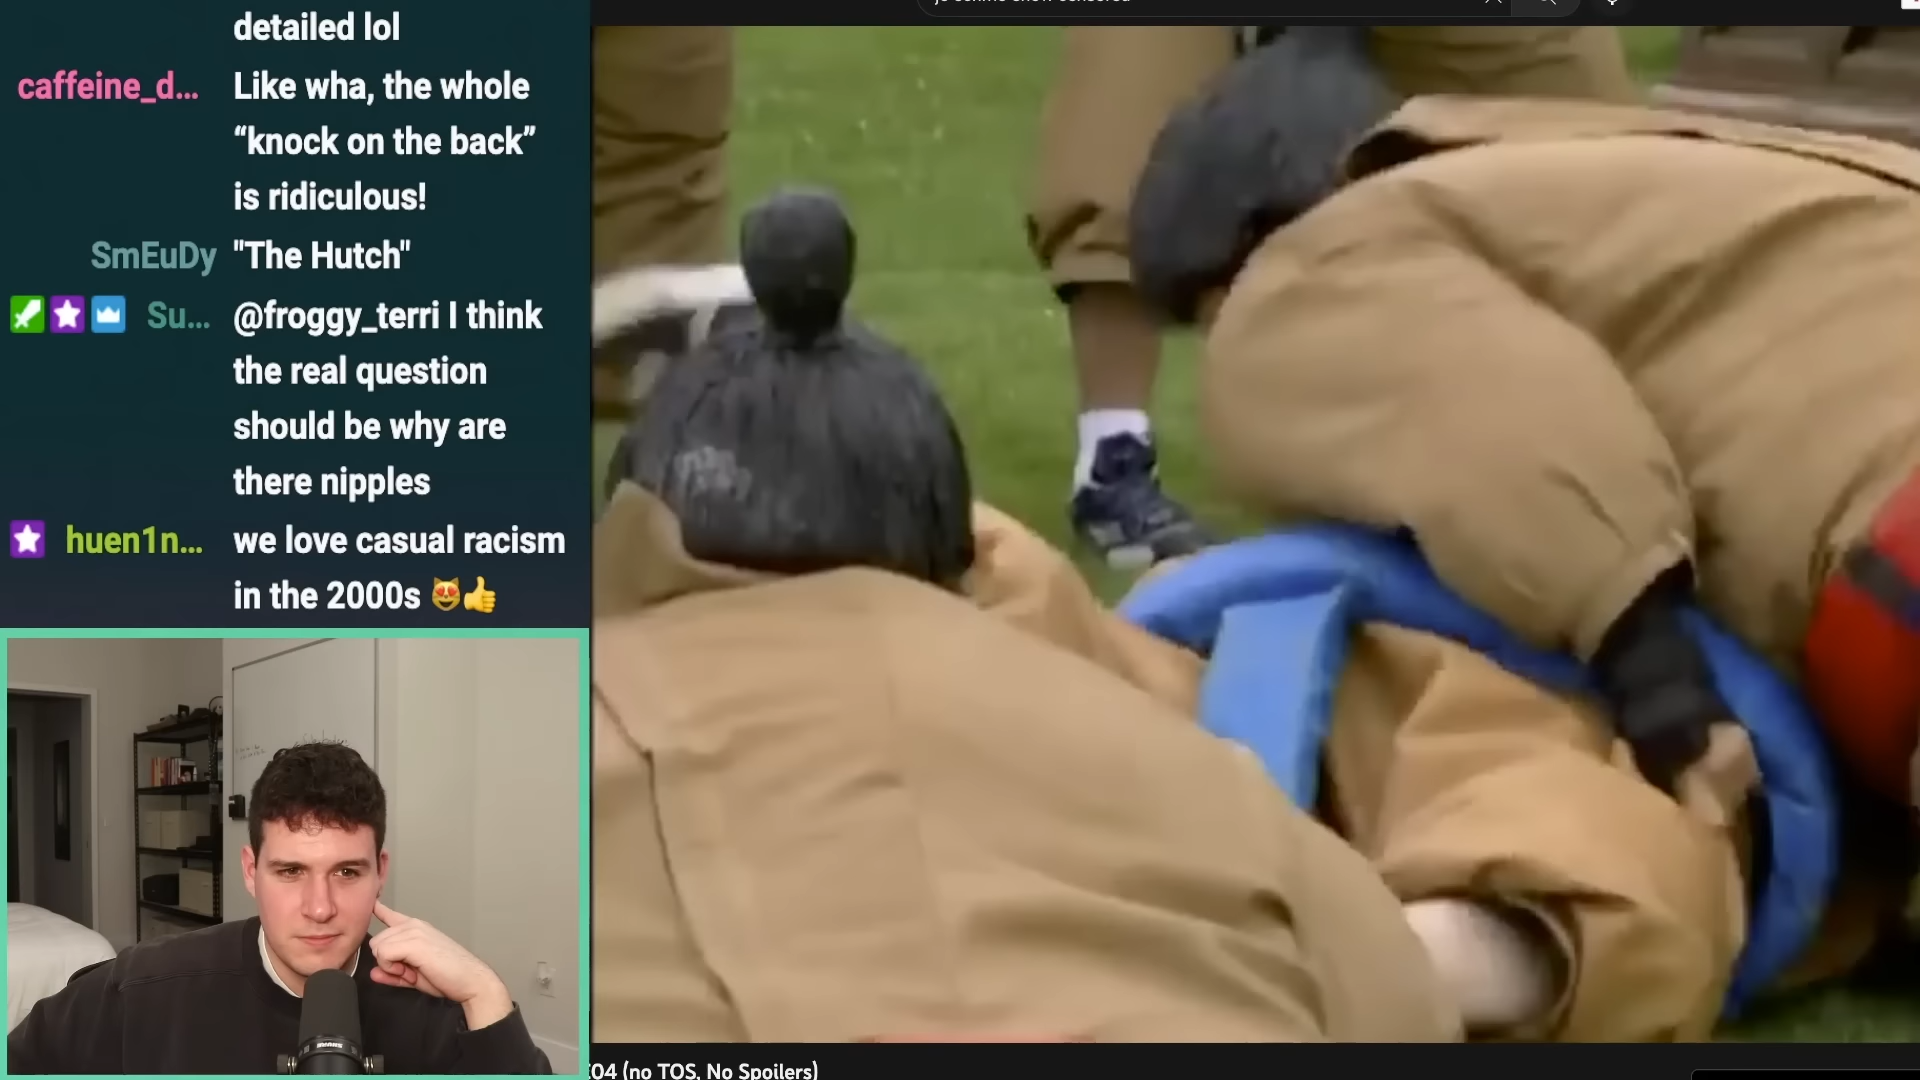 detailed lol
caffeine_d... Like wha, the whole
“knock on the back”
is ridiculous!
SmEuDy "The Hutch"
Su... @froggy_terri I think
the real question
should be why are
there nipples
huen1n... we love casual racism
in the 2000s 😻👍
E04 (no TOS, No Spoilers)